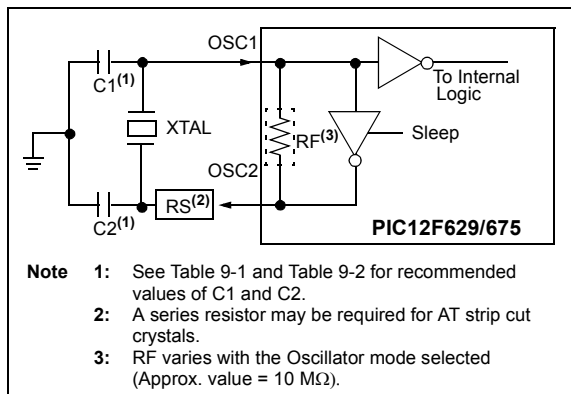 OSC1
C1(1)
To Internal
Logic
XTAL
RF(3)
Sleep
OSC2
C2(1)
RS(2)
PIC12F629/675
Note 1: See Table 9-1 and Table 9-2 for recommended
values of C1 and C2.
2: A series resistor may be required for AT strip cut
crystals.
3: RF varies with the Oscillator mode selected
(Approx. value = 10 MΩ).